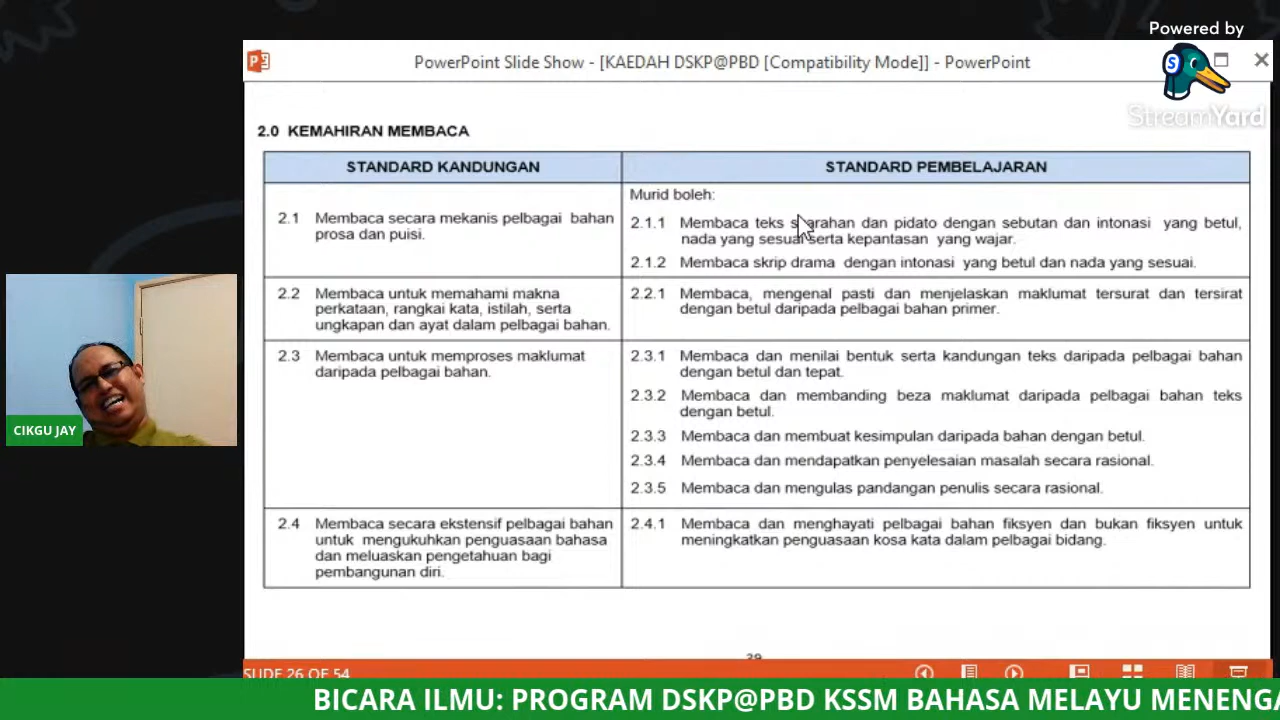 Powered by
StreamYard
PowerPoint Slide Show - [KAEDAH DSKP@PBD [Compatibility Mode]] - PowerPoint
2.0 KEMAHIRAN MEMBACA
STANDARD KANDUNGAN
STANDARD PEMBELAJARAN
2.1 Membaca secara mekanis pelbagai bahan
prosa dan puisi.
Murid boleh:
2.1.1 Membaca teks dan pidato dengan sebutan dan intonasi yang betul,
nada yang sesuai serta kepantasan yang wajar.
2.1.2 Membaca skrip drama dengan intonasi yang betul dan nada yang sesuai.
2.2 Membaca untuk memahami makna
perkataan, rangkai kata, istilah, serta
ungkapan dan ayat dalam pelbagai bahan.
2.2.1 Membaca, mengenal pasti dan menjelaskan maklumat tersurat dan tersirat
dengan betul daripada pelbagai bahan primer.
2.3 Membaca untuk memproses maklumat
daripada pelbagai bahan.
2.3.1 Membaca dan menilai bentuk serta kandungan teks daripada pelbagai bahan
dengan betul dan tepat.
2.3.2 Membaca dan membanding beza maklumat daripada pelbagai bahan teks
dengan betul.
2.3.3 Membaca dan membuat kesimpulan daripada bahan dengan betul.
2.3.4 Membaca dan mendapatkan penyelesaian masalah secara rasional.
2.3.5 Membaca dan mengulas pandangan penulis secara rasional.
2.4 Membaca secara ekstensif pelbagai bahan
untuk mengukuhkan penguasaan bahasa
dan meluaskan pengetahuan bagi
pembangunan diri.
2.4.1 Membaca dan menghayati pelbagai bahan fiksyen dan bukan fiksyen untuk
meningkatkan penguasaan kosa kata dalam pelbagai bidang.
SLIDE 26 OF 54
CIKGU JAY
BICARA ILMU: PROGRAM DSKP@PBD KSSM BAHASA MELAYU MENENGA